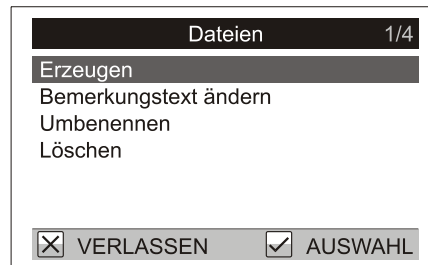 Dateien 1/4
Erzeugen
Bemerkungstext ändern
Umbenennen
Löschen
VERLASSEN AUSWAHL